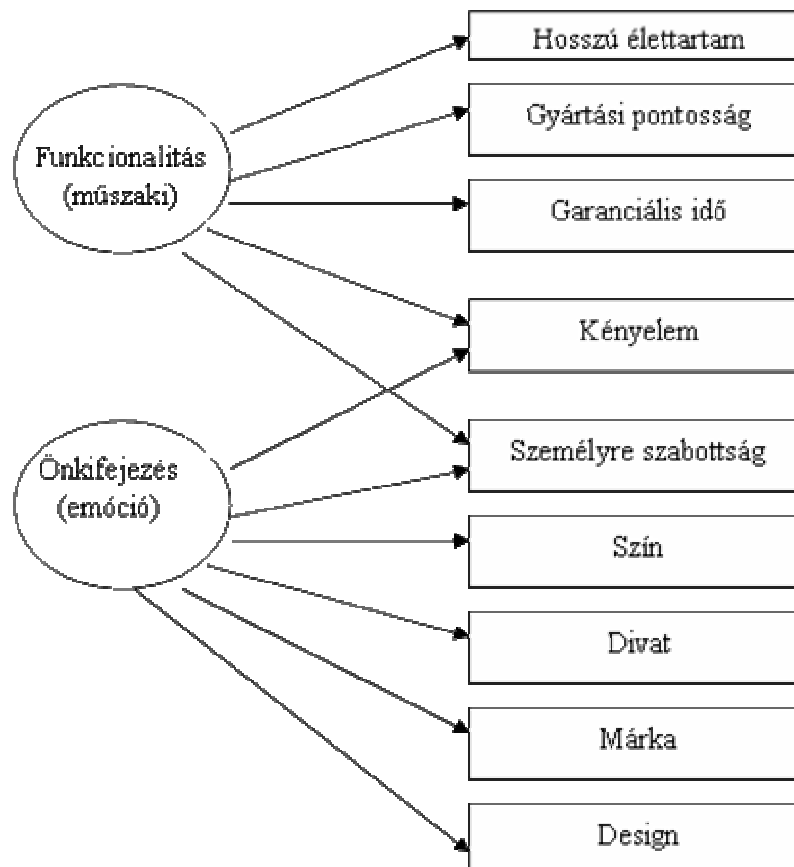 Hosszú élettartam
Gyártási pontosság
Funkcionalitás
(műszaki)
Garanciális idő
Kényelem
Személyre szabottság
Önkifejezés
(emóció)
Szín
Divat
Márka
Design